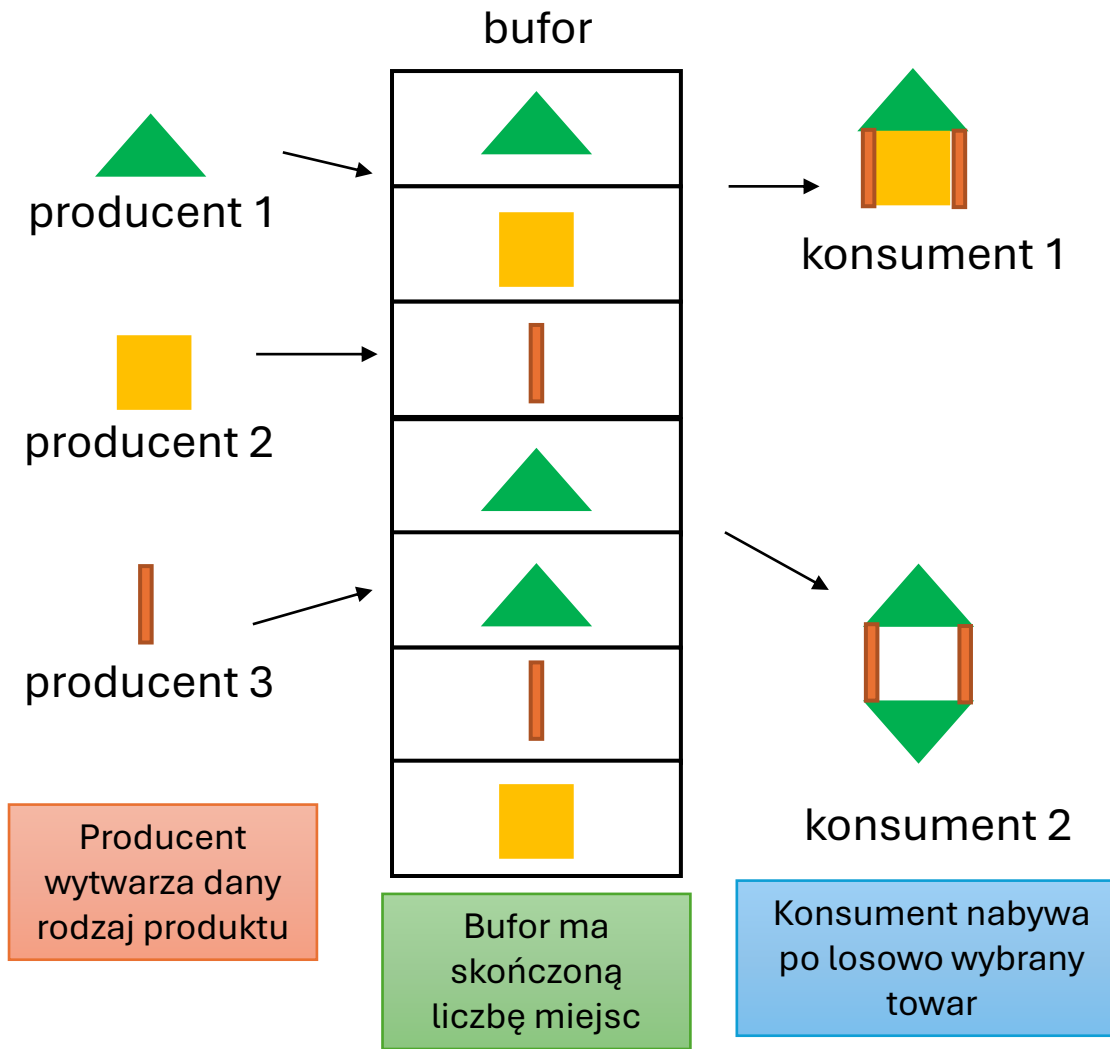 bufor
producent 1
konsument 1
producent 2
producent 3
konsument 2
Producent
wytwarza dany
rodzaj produktu
Bufor ma
skończoną
liczbę miejsc
Konsument nabywa
po losowo wybrany
towar